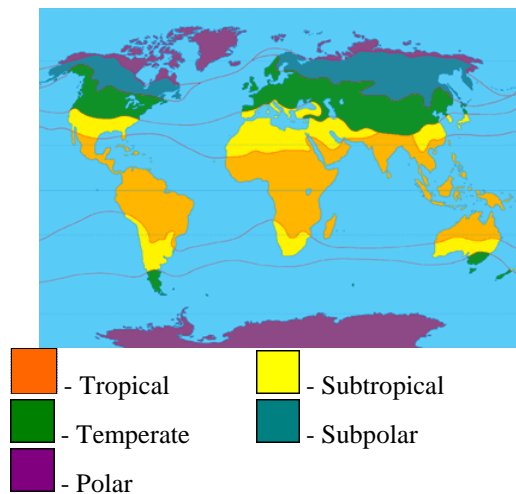 - Tropical - Subtropical
- Temperate - Subpolar
- Polar